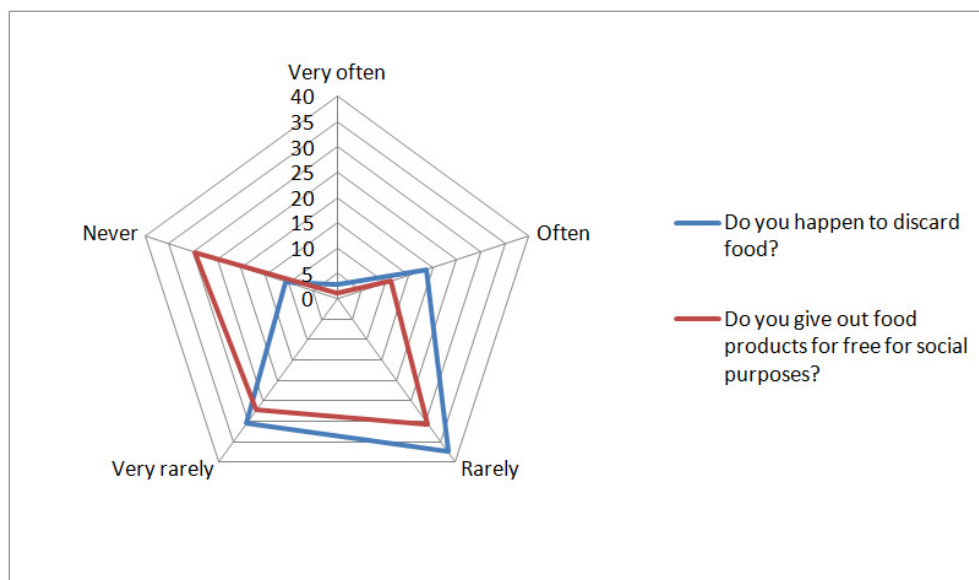 Very often
40
35
30
25
20
15
10
5
0
Never
Often
Very rarely
Rarely
Do you happen to discard
food?
Do you give out food
products for free for social
purposes?